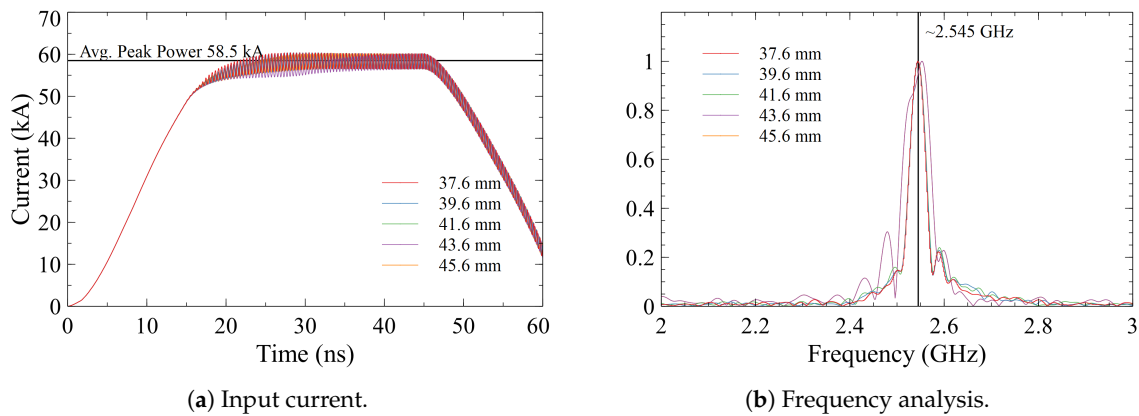 70
60
50
40
30
20
10
0
Current (kA)
Avg. Peak Power 58.5 kA
37.6 mm
39.6 mm
41.6 mm
43.6 mm
45.6 mm
0 10 20 30 40 50 60
Time (ns)
(a) Input current.
~2.545 GHz
1
0.8
0.6
0.4
0.2
0
37.6 mm
39.6 mm
41.6 mm
43.6 mm
45.6 mm
2 2.2 2.4 2.6 2.8 3
Frequency (GHz)
(b) Frequency analysis.